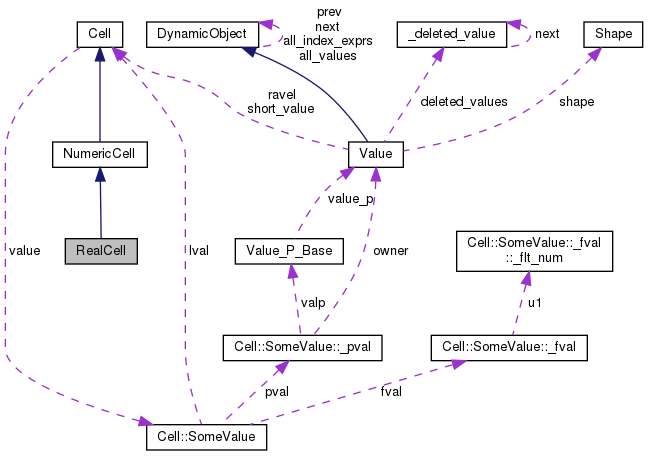 prev
next
all_index_exprs
all_values
Cell
DynamicObject
_deleted_value
next
Shape
ravel
short_value
deleted_values
shape
NumericCell
Value
value_p
RealCell
value
lval
Value_P_Base
owner
Cell::SomeValue::_fval
::_flt_num
valp
u1
Cell::SomeValue::_pval
Cell::SomeValue::_fval
pval
fval
Cell::SomeValue